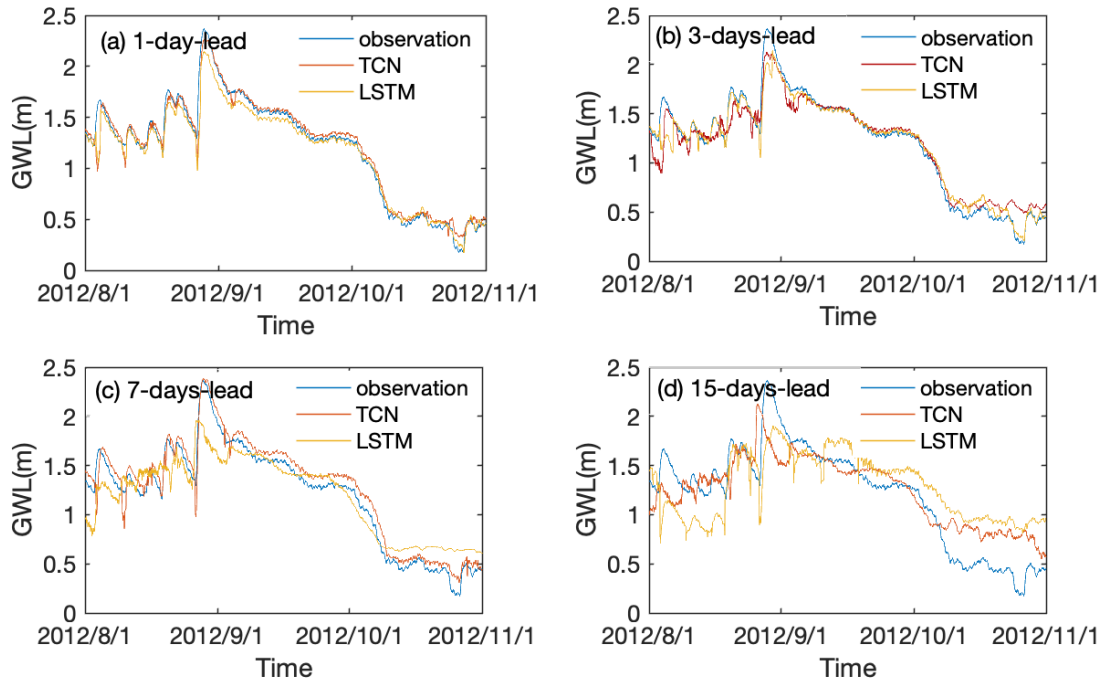 (a) 1-day-lead
observation
TCN
LSTM
2.5
2
1.5
1
0.5
0
GWL(m)
2012/8/1 2012/9/1 2012/10/1 2012/11/1
Time
(b) 3-days-lead
observation
TCN
LSTM
2.5
2
1.5
1
0.5
0
GWL(m)
2012/8/1 2012/9/1 2012/10/1 2012/11/1
Time
(c) 7-days-lead
observation
TCN
LSTM
2.5
2
1.5
1
0.5
0
GWL(m)
2012/8/1 2012/9/1 2012/10/1 2012/11/1
Time
(d) 15-days-lead
observation
TCN
LSTM
2.5
2
1.5
1
0.5
0
GWL(m)
2012/8/1 2012/9/1 2012/10/1 2012/11/1
Time